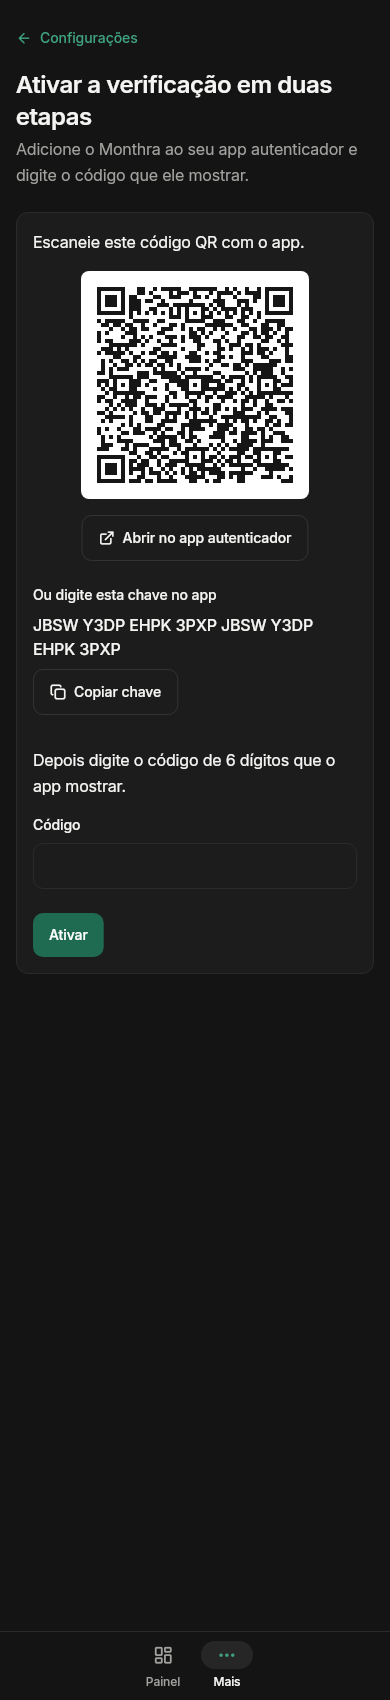 Configurações
Ativar a verificação em duas
etapas
Adicione o Monthra ao seu app autenticador e
digite o código que ele mostrar.
Escaneie este código QR com o app.
Abrir no app autenticador
Ou digite esta chave no app
JBSW Y3DP EHPK 3PXP JBSW Y3DP
EHPK 3PXP
Copiar chave
Depois digite o código de 6 dígitos que o
app mostrar.
Código
Ativar
Painel
Mais